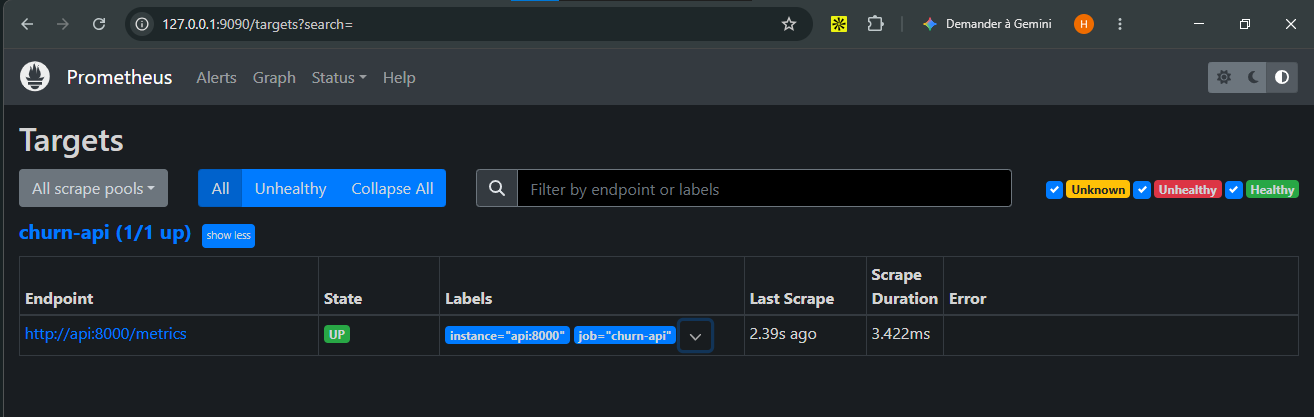 127.0.0.1:9090/targets?search=
Demander à Gemini
H
Prometheus
Alerts
Graph
Status
Help
Targets
All scrape pools
All
Unhealthy
Collapse All
Filter by endpoint or labels
Unknown
Unhealthy
Healthy
churn-api (1/1 up)
show less
Endpoint
State
Labels
Last Scrape
Scrape Duration
Error
http://api:8000/metrics
UP
instance="api:8000"
job="churn-api"
2.39s ago
3.422ms